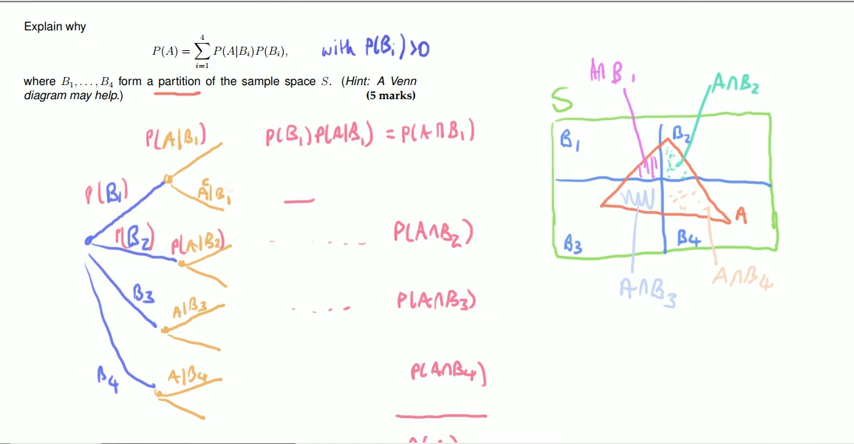 Explain why
P(A) = \sum_{i=1}^{4} P(A|B_i)P(B_i), with P(B_i) > 0
where B_1, . . . , B_4 form a partition of the sample space S. (Hint: A Venn
diagram may help.) (5 marks)
P(A|B_1) P(B_1)P(A|B_1) = P(A∩B_1)
P(B_1)
A^c|B_1
P(B_2) P(A|B_2) . . . . . . P(A∩B_2)
B_3 A|B_3 . . . . P(A∩B_3)
B_4 A|B_4 P(A∩B_4)
A∩B_1
A∩B_2
S
B_1 B_2
A
B_3 B_4
A∩B_3 A∩B_4